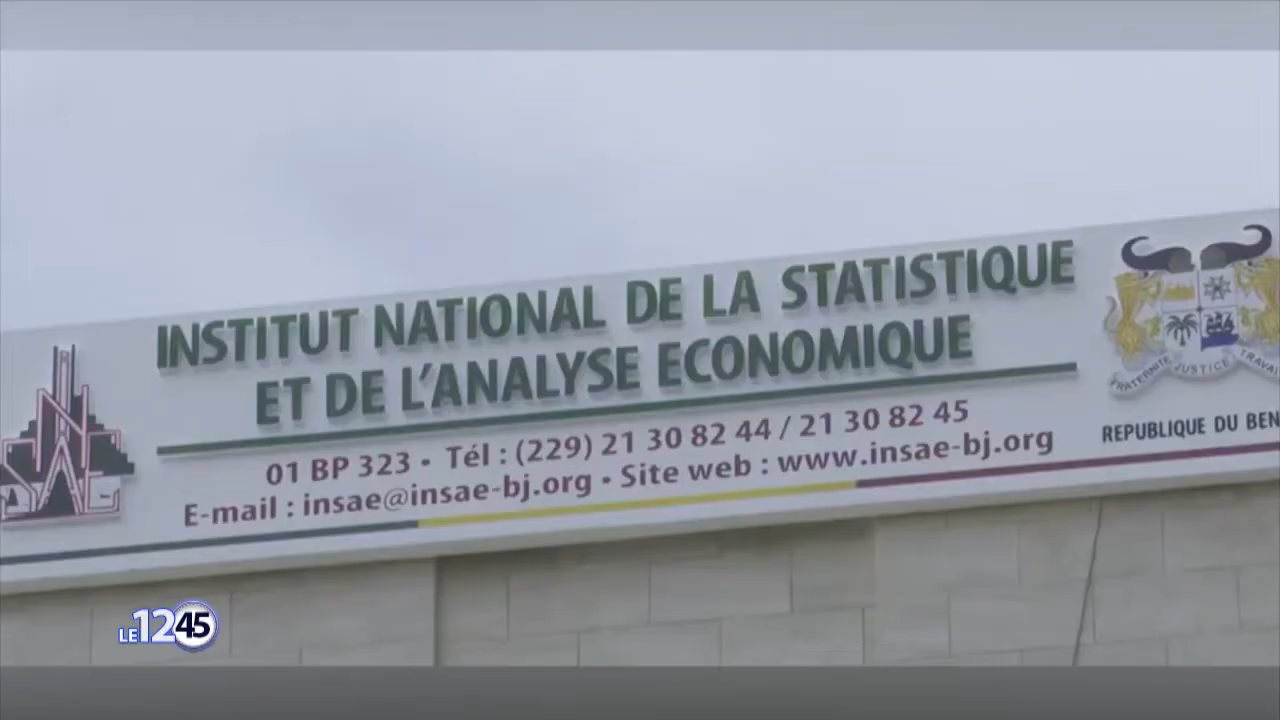 INSTITUT NATIONAL DE LA STATISTIQUE
ET DE L'ANALYSE ECONOMIQUE
01 BP 323 • Tél : (229) 21 30 82 44 / 21 30 82 45
E-mail : insae@insae-bj.org • Site web : www.insae-bj.org
INSAE
FRATERNITE JUSTICE TRAVAI
REPUBLIQUE DU BEN
LE 12 45